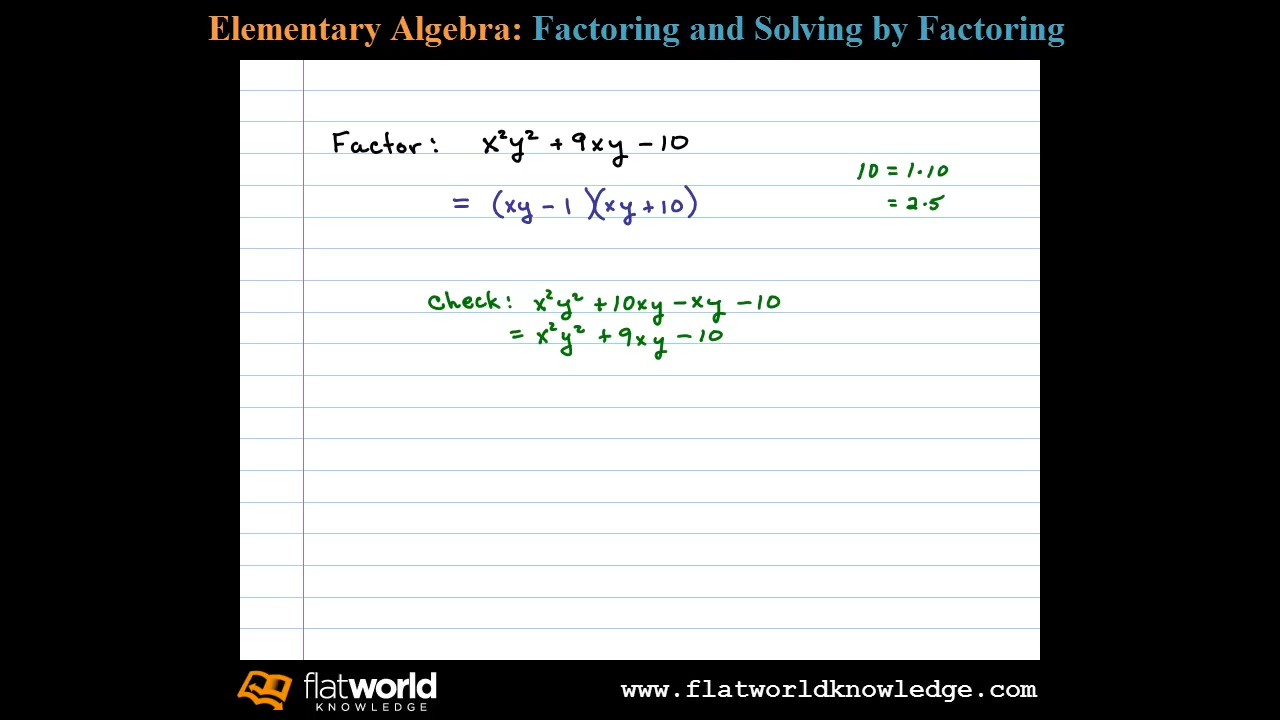 Elementary Algebra: Factoring and Solving by Factoring
Factor: x²y² + 9xy - 10
10 = 1·10
= (xy - 1)(xy + 10)
= 2·5
Check: x²y² + 10xy - xy - 10
= x²y² + 9xy - 10
flatworld
KNOWLEDGE
www.flatworldknowledge.com